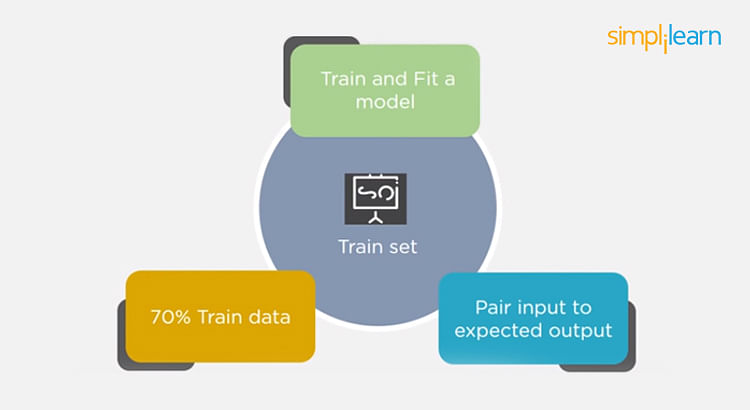 simplilearn
Train and Fit a
model
Train set
70% Train data
Pair input to
expected output